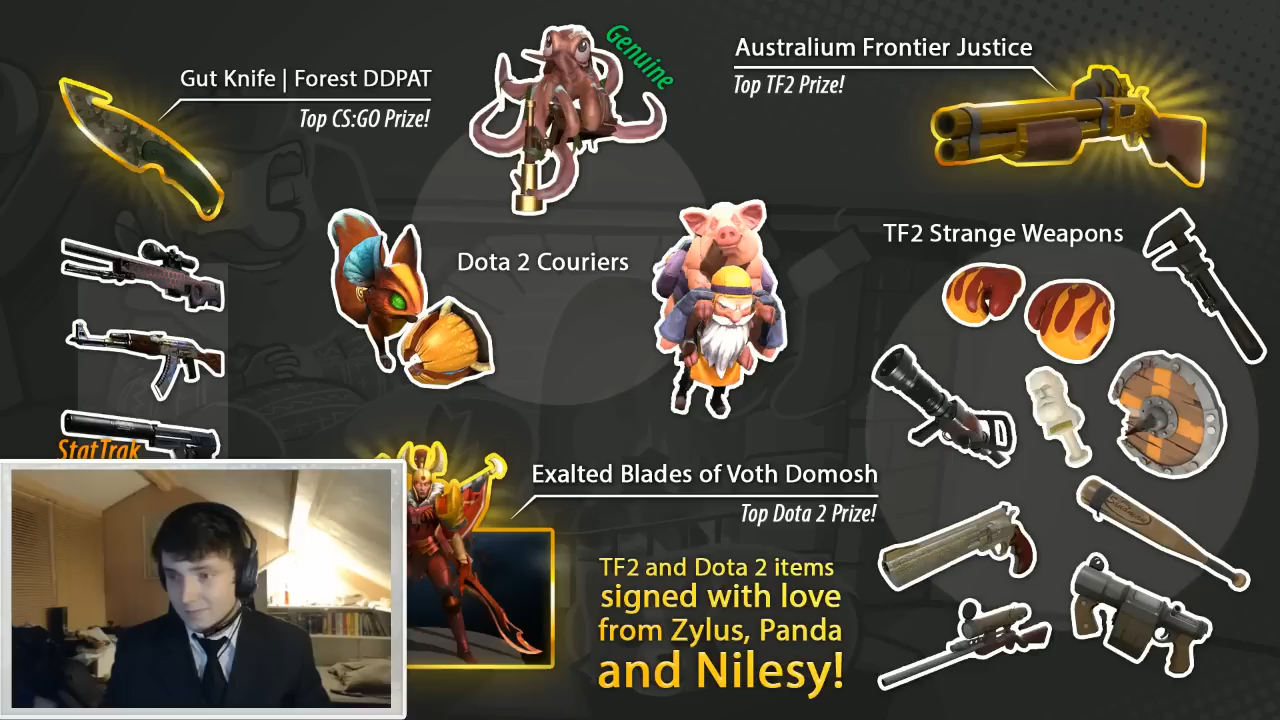 Genuine
Australium Frontier Justice
Top TF2 Prize!
Gut Knife | Forest DDPAT
Top CS:GO Prize!
TF2 Strange Weapons
Dota 2 Couriers
StatTrak
Exalted Blades of Voth Domosh
Top Dota 2 Prize!
TF2 and Dota 2 items
signed with love
from Zylus, Panda
and Nilesy!